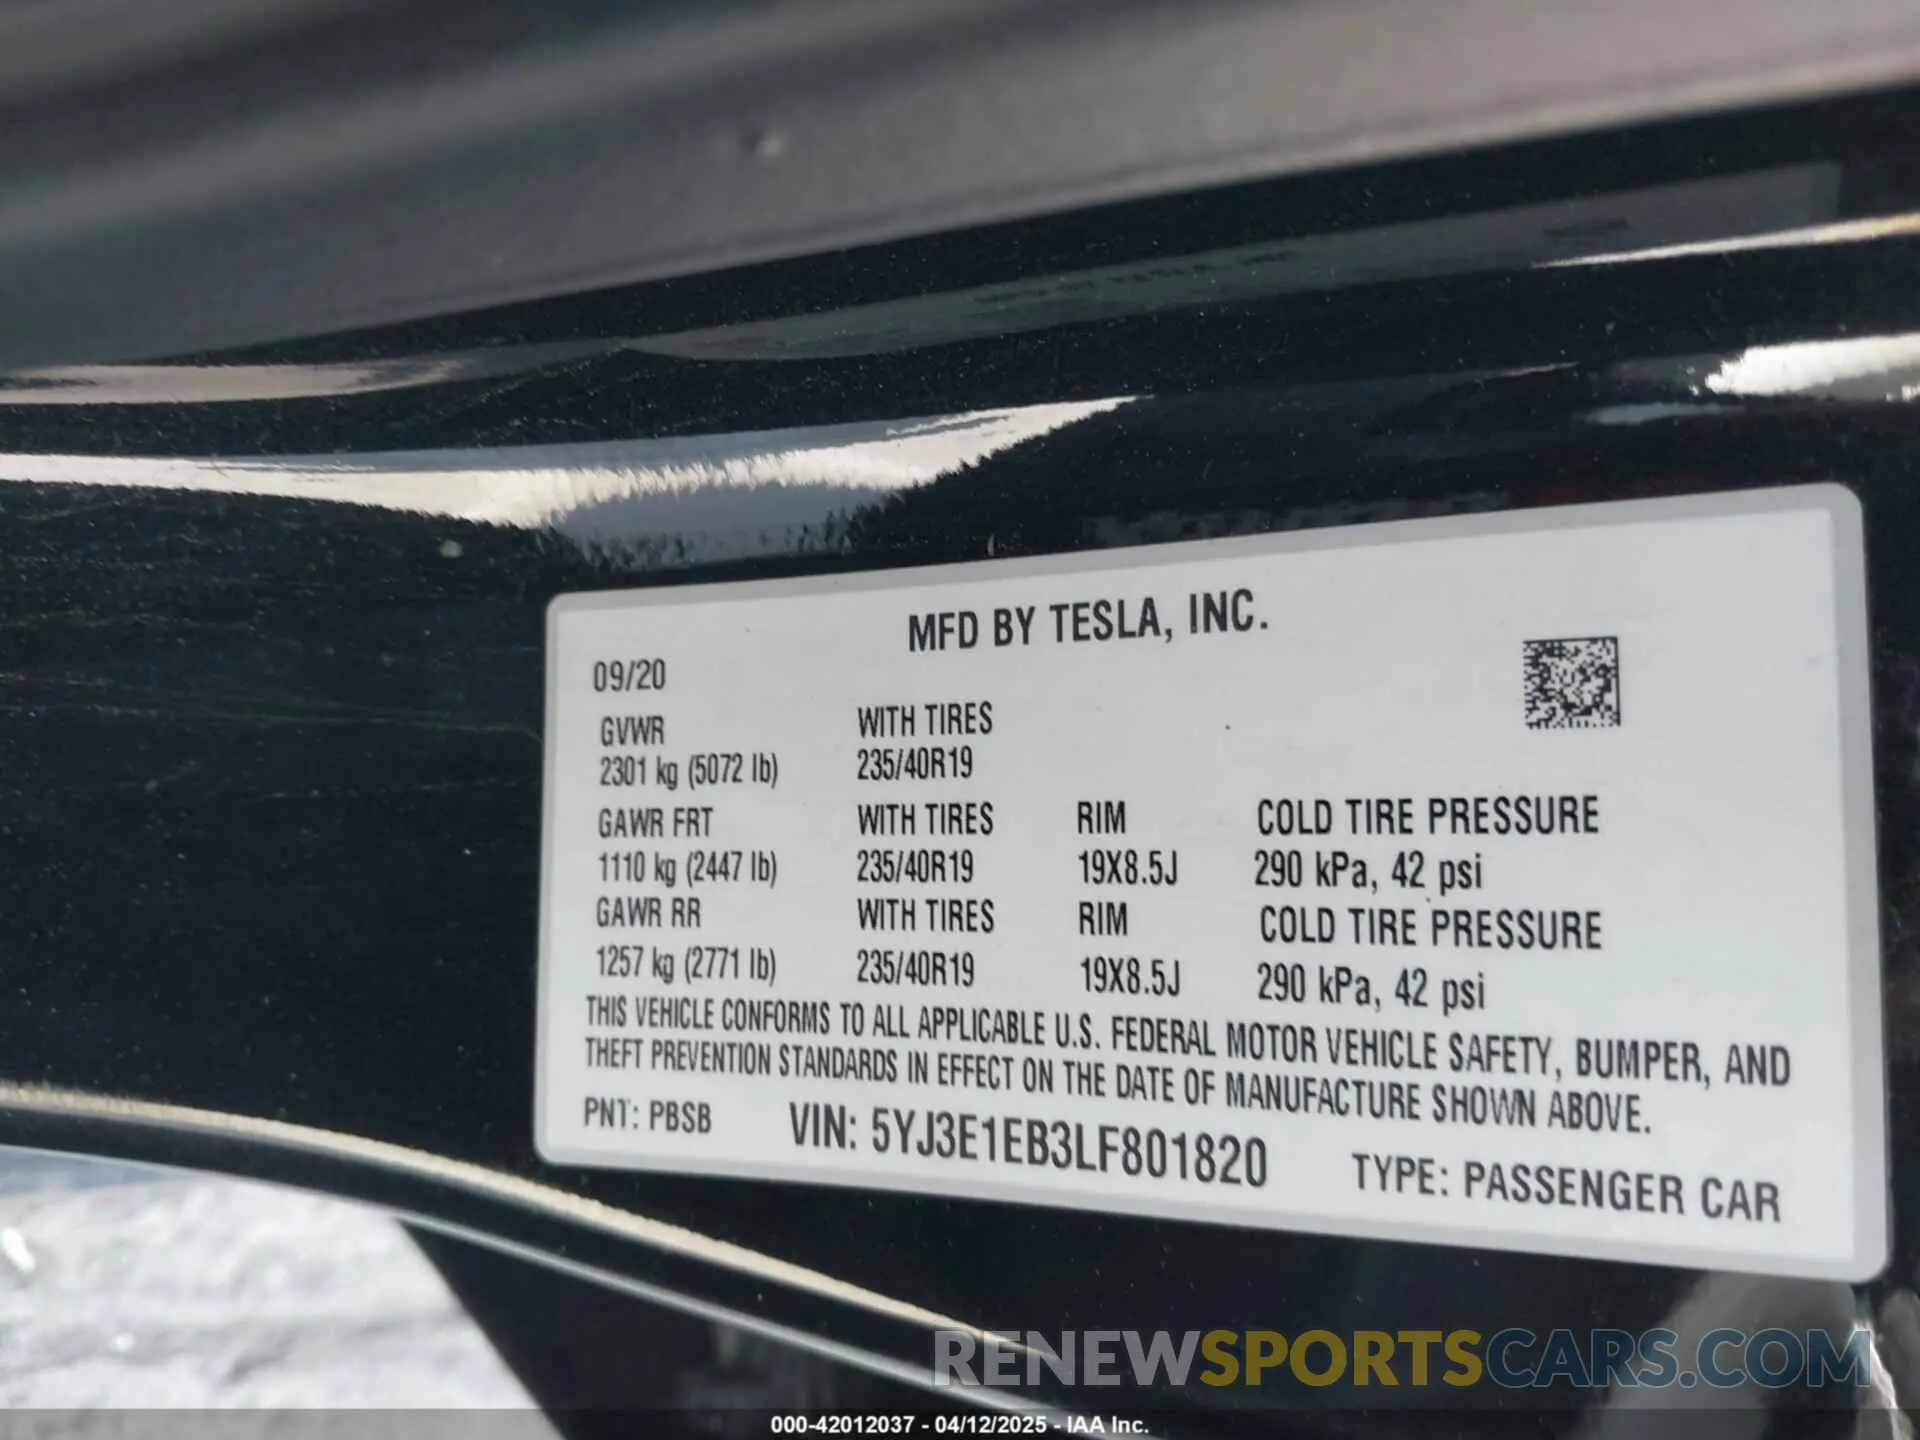 MFD BY TESLA, INC.
09/20
GVWR WITH TIRES
2301 kg (5072 lb) 235/40R19
GAWR FRT WITH TIRES RIM COLD TIRE PRESSURE
1110 kg (2447 lb) 235/40R19 19X8.5J 290 kPa, 42 psi
GAWR RR WITH TIRES RIM COLD TIRE PRESSURE
1257 kg (2771 lb) 235/40R19 19X8.5J 290 kPa, 42 psi
THIS VEHICLE CONFORMS TO ALL APPLICABLE U.S. FEDERAL MOTOR VEHICLE SAFETY, BUMPER, AND
THEFT PREVENTION STANDARDS IN EFFECT ON THE DATE OF MANUFACTURE SHOWN ABOVE.
PNT: PBSB VIN: 5YJ3E1EB3LF801820 TYPE: PASSENGER CAR
RENEWSPORTSCARS.COM
000-42012037 - 04/12/2025 - IAA Inc.